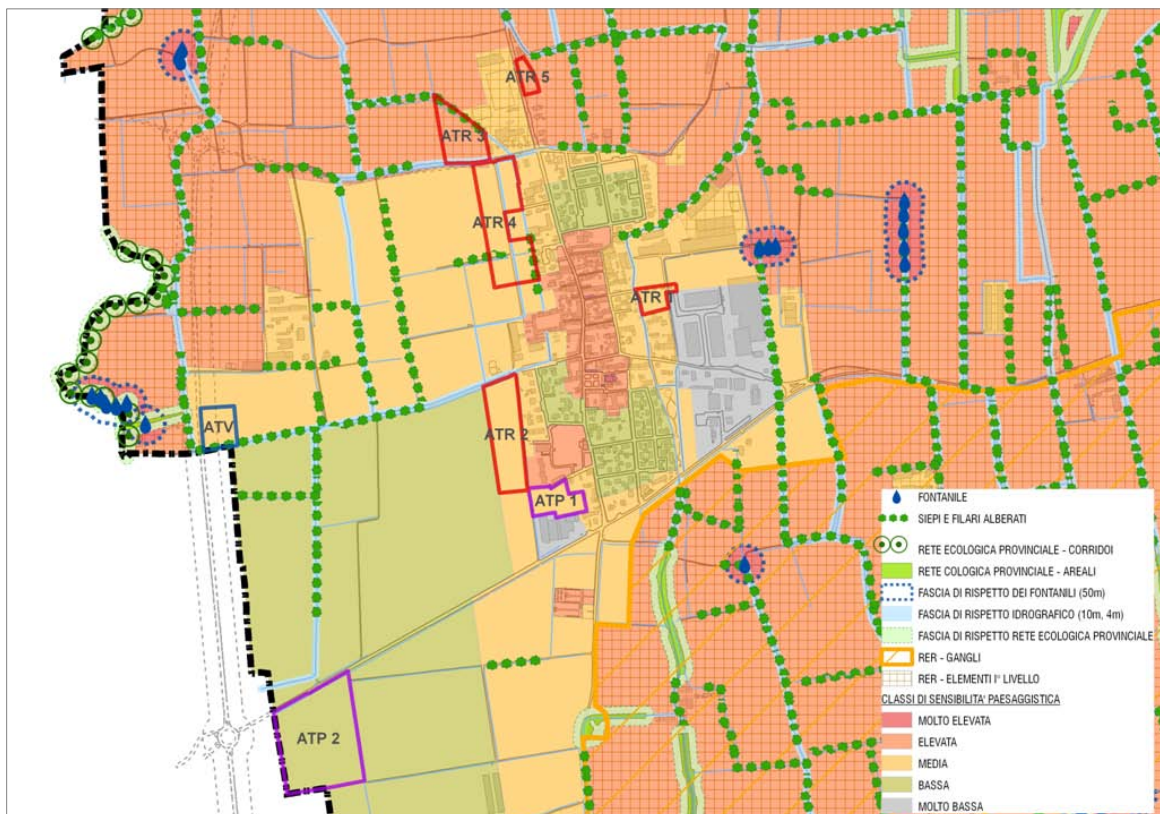 ATR 5
ATR 3
ATR 4
ATR 1
ATR 2
ATV
ATP 1
ATP 2
FONTANILE
SIEPI E FILARI ALBERATI
RETE ECOLOGICA PROVINCIALE - CORRIDOI
RETE COLOGICA PROVINCIALE - AREALI
FASCIA DI RISPETTO DEI FONTANILI (50m)
FASCIA DI RISPETTO IDROGRAFICO (10m, 4m)
FASCIA DI RISPETTO RETE ECOLOGICA PROVINCIALE
RER - GANGLI
RER - ELEMENTI I° LIVELLO
CLASSI DI SENSIBILITA' PAESAGGISTICA
MOLTO ELEVATA
ELEVATA
MEDIA
BASSA
MOLTO BASSA